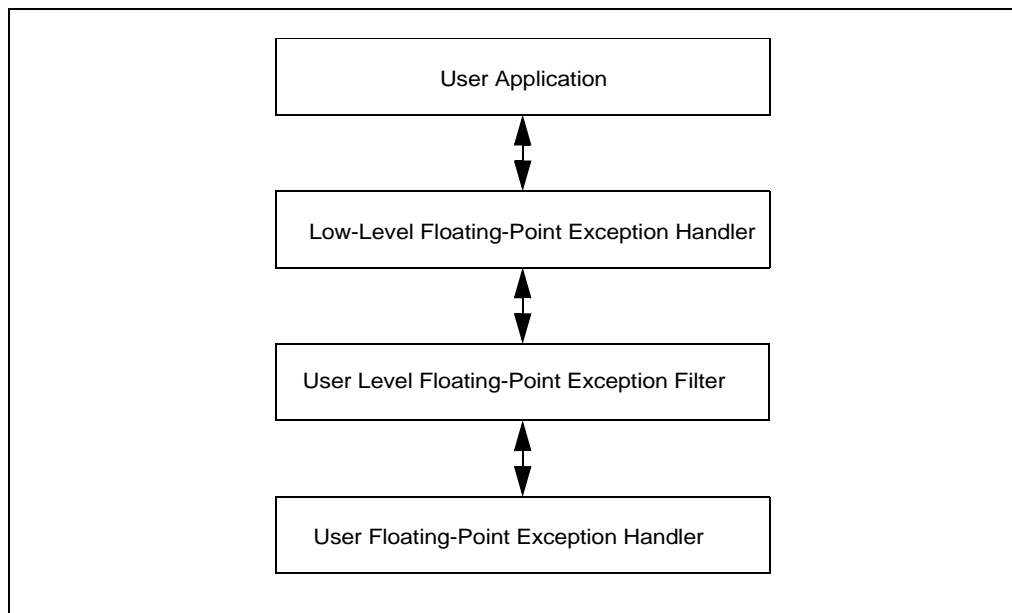 User Application
Low-Level Floating-Point Exception Handler
User Level Floating-Point Exception Filter
User Floating-Point Exception Handler